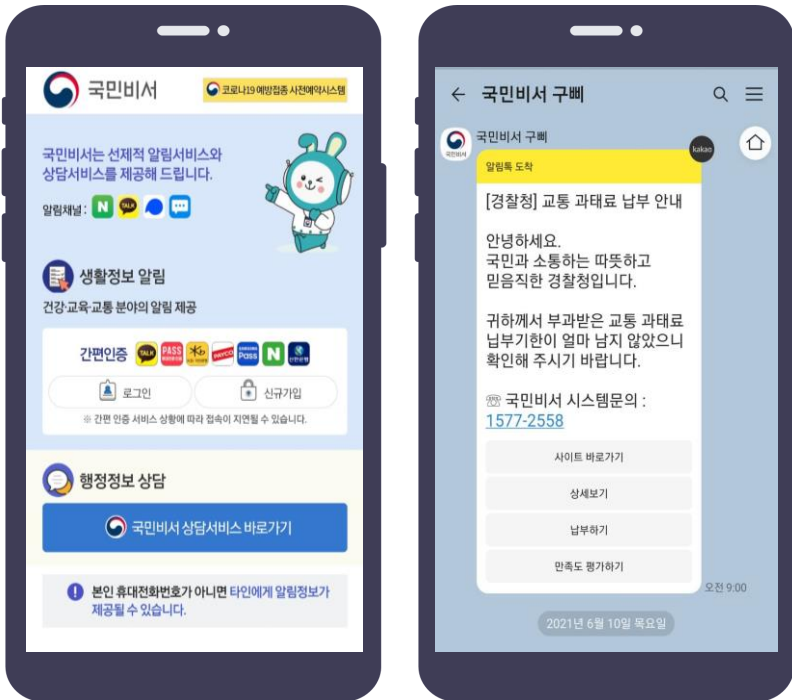 국민비서
코로나19 예방접종 사전예약시스템
국민비서는 선제적 알림서비스와
상담서비스를 제공해 드립니다.
알림채널 : N TALK
생활정보 알림
건강·교육·교통 분야의 알림 제공
간편인증 TALK PASS PAYCO SAMSUNG Pass N 신한은행
로그인
신규가입
※ 간편 인증 서비스 상황에 따라 접속이 지연될 수 있습니다.
행정정보 상담
국민비서 상담서비스 바로가기
본인 휴대전화번호가 아니면 타인에게 알림정보가
제공될 수 있습니다.
← 국민비서 구삐
국민비서
국민비서 구삐
kakao
알림톡 도착
[경찰청] 교통 과태료 납부 안내
안녕하세요.
국민과 소통하는 따뜻하고
믿음직한 경찰청입니다.
귀하께서 부과받은 교통 과태료
납부기한이 얼마 남지 않았으니
확인해 주시기 바랍니다.
☏ 국민비서 시스템문의 :
1577-2558
사이트 바로가기
상세보기
납부하기
만족도 평가하기
오전 9:00
2021년 6월 10일 목요일